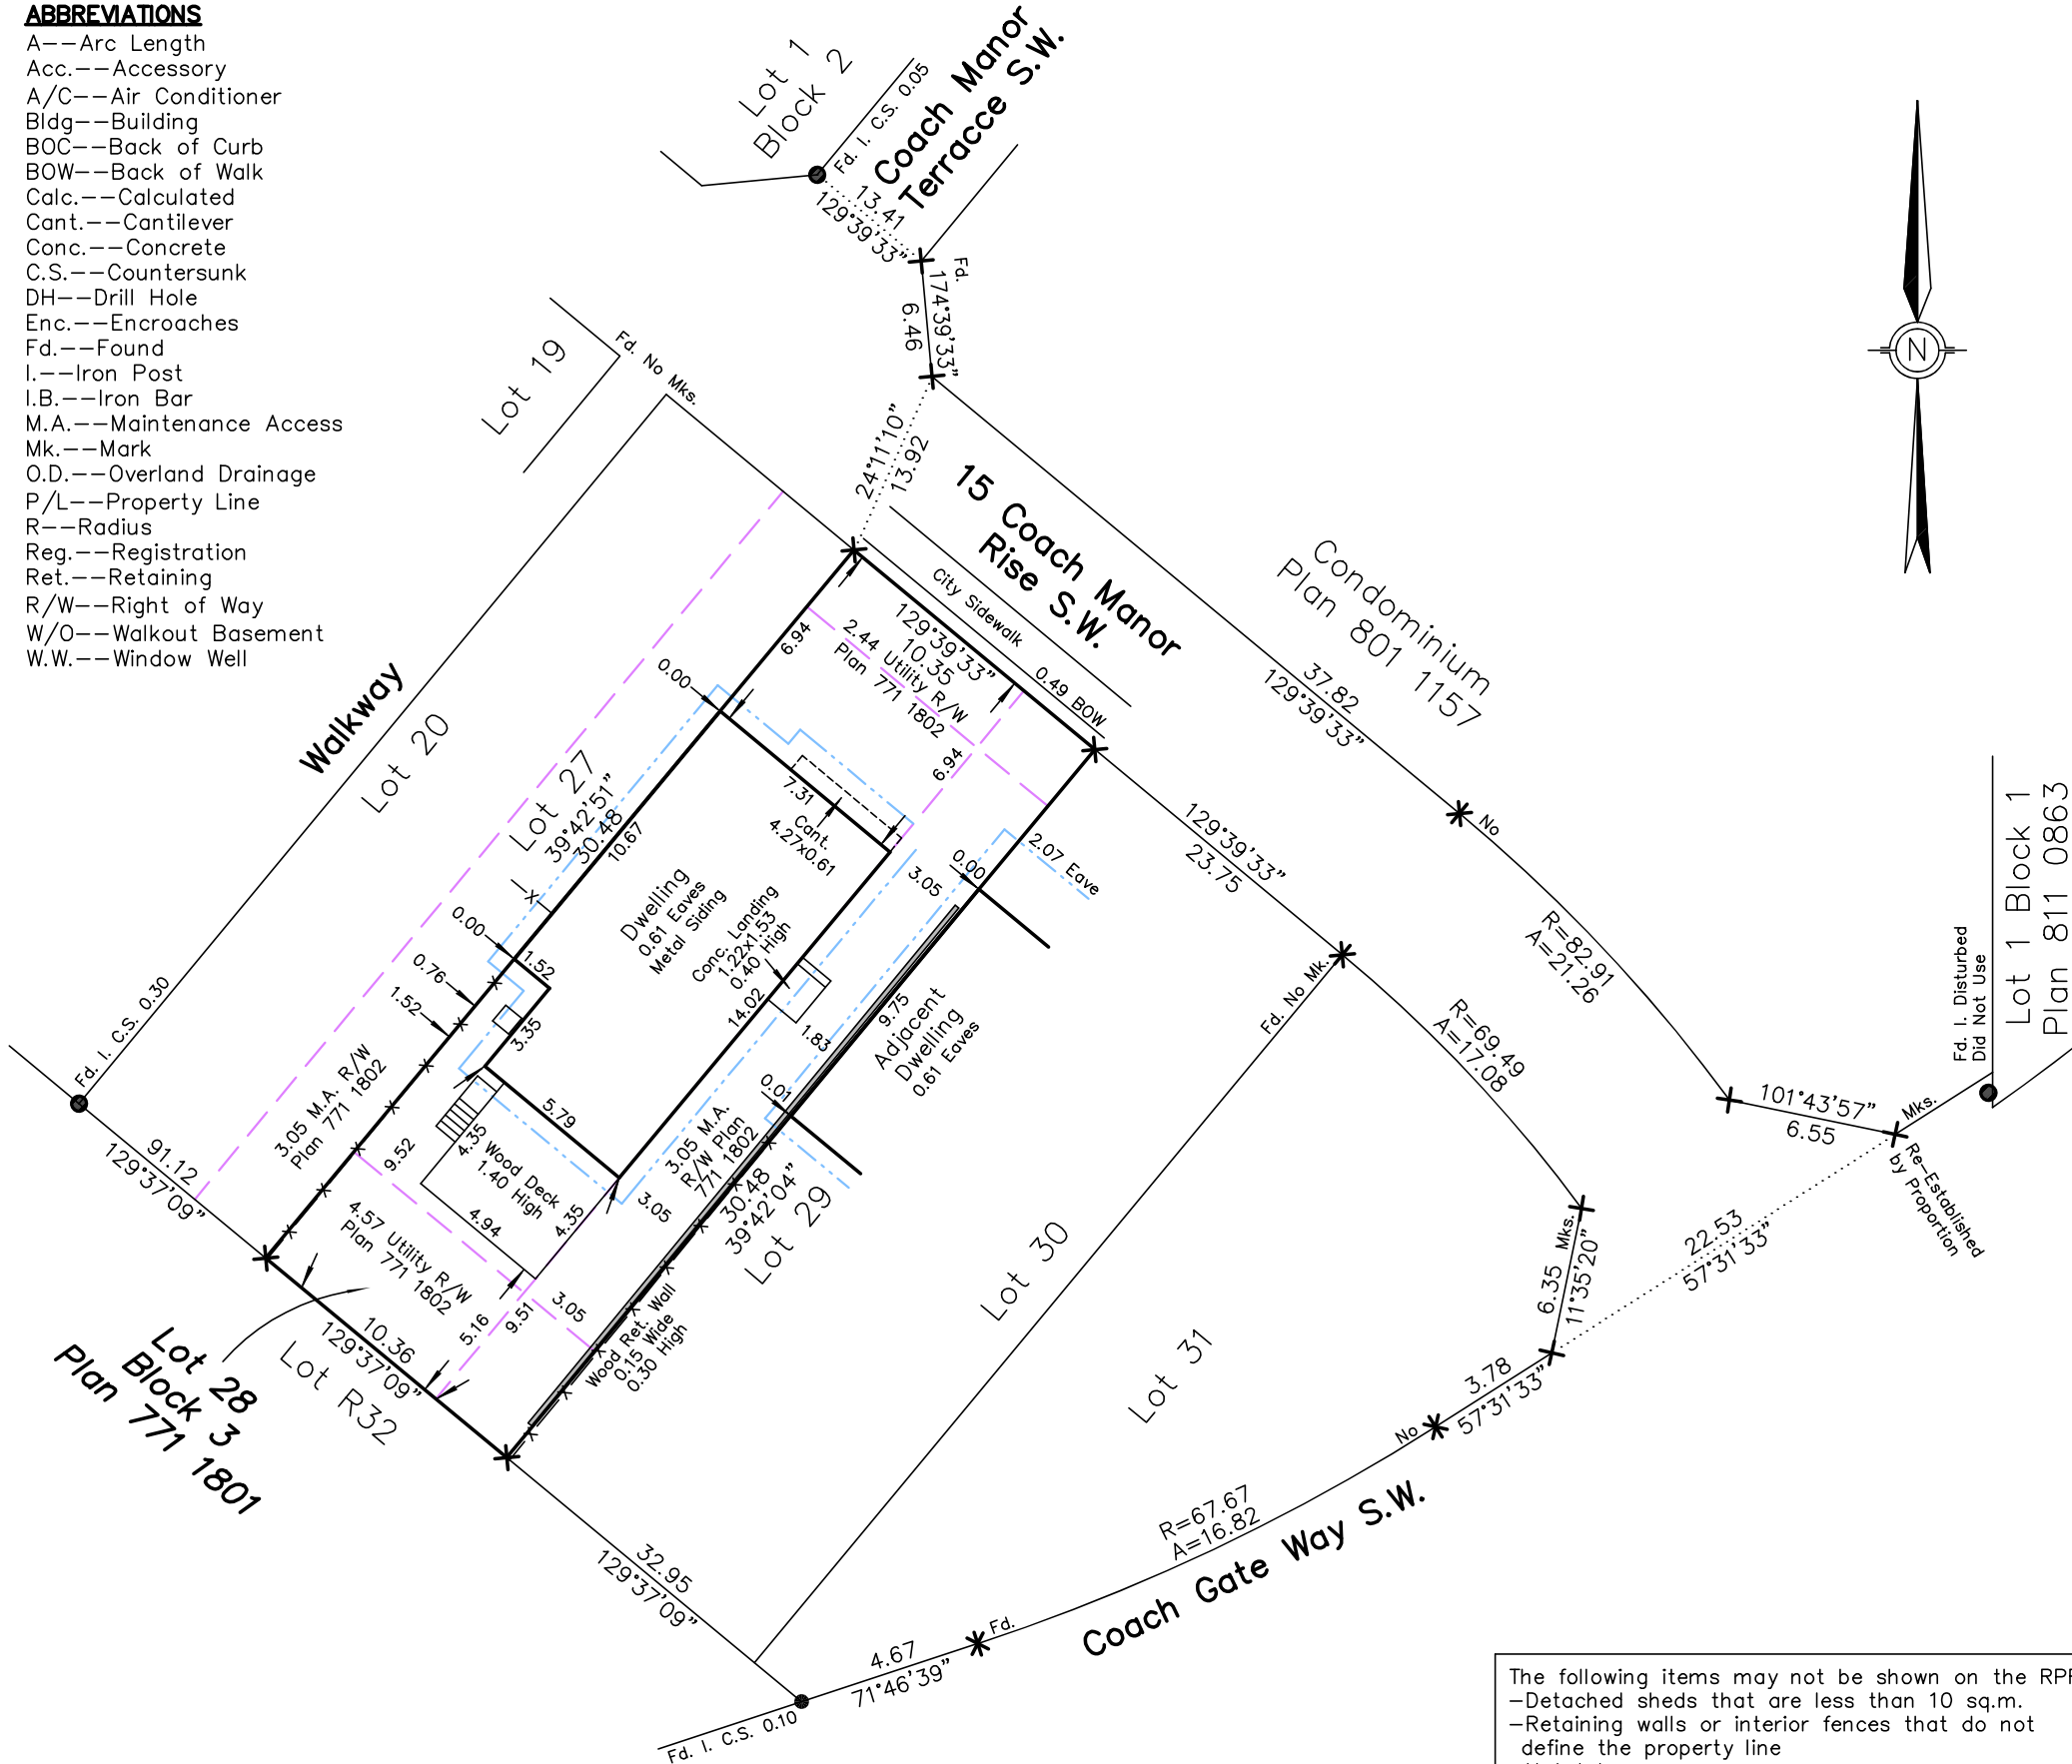 ABBREVIATIONS
A--Arc Length
Acc.--Accessory
A/C--Air Conditioner
Bldg--Building
BOC--Back of Curb
BOW--Back of Walk
Calc.--Calculated
Cant.--Cantilever
Conc.--Concrete
C.S.--Countersunk
DH--Drill Hole
Enc.--Encroaches
Fd.--Found
I.--Iron Post
I.B.--Iron Bar
M.A.--Maintenance Access
Mk.--Mark
O.D.--Overland Drainage
P/L--Property Line
R--Radius
Reg.--Registration
Ret.--Retaining
R/W--Right of Way
W/O--Walkout Basement
W.W.--Window Well
Lot 1
Block 2
Fd. I. C.S. 0.05
Coach Manor
Terracce S.W.
13.41
129°39'33"
Fd.
174°39'33"
6.46
N
Lot 19
Fd. No Mks.
24°11'10"
13.92
15 Coach Manor
Rise S.W.
City Sidewalk
Condominium
Plan 801 1157
37.82
129°39'33"
129°39'33"
10.35
0.49 BOW
2.44 Utility R/W
Plan 771 1802
6.94
0.00
6.94
Walkway
Lot 20
Lot 27
39°42'51"
30.48
10.67
7.31
Cant.
4.27x0.61
Dwelling
0.61 Eaves
Metal Siding
Conc. Landing
1.22x1.53
0.40 High
3.05
0.00
2.07 Eave
129°39'33"
23.75
No
R=82.91
A=21.26
Lot 1 Block 1
Plan 811 0863
Fd. I. Disturbed
Did Not Use
X
0.00
1.52
0.76
1.52
3.35
14.02
1.83
9.75
Adjacent
Dwelling
0.61 Eaves
Fd. No Mk.
R=69.49
A=17.08
101°43'57"
6.55
Mks.
Re-Established
by Proportion
Fd. I. C.S. 0.30
91.12
129°37'09"
3.05 M.A. R/W
Plan 771 1802
9.52
4.35
Wood Deck
1.40 High
5.79
4.94
4.35
3.05
0.01
3.05 M.A.
R/W Plan
771 1802
30.48
39°42'04"
Lot 29
Lot 30
Lot 31
Mks.
6.35
11°35'20"
22.53
57°31'33"
4.57 Utility R/W
Plan 771 1802
5.16
9.51
3.05
Wood Ret. Wall
0.15 Wide
0.30 High
10.36
129°37'09"
Lot R32
Lot 28
Block 3
Plan 771 1801
3.78
57°31'33"
No
R=67.67
A=16.82
Coach Gate Way S.W.
32.95
129°37'09"
Fd.
4.67
71°46'39"
Fd. I. C.S. 0.10
The following items may not be shown on the RPR
-Detached sheds that are less than 10 sq.m.
-Retaining walls or interior fences that do not
define the property line